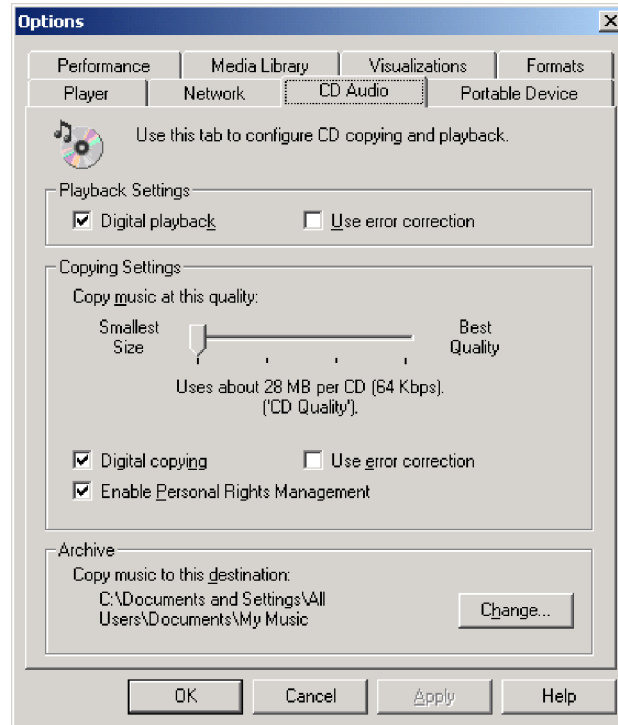 Options
Performance Media Library Visualizations Formats
Player Network CD Audio Portable Device
Use this tab to configure CD copying and playback.
Playback Settings
Digital playback Use error correction
Copying Settings
Copy music at this quality:
Smallest Size Best Quality
Uses about 28 MB per CD (64 Kbps).
('CD Quality').
Digital copying Use error correction
Enable Personal Rights Management
Archive
Copy music to this destination:
C:\Documents and Settings\All
Users\Documents\My Music
Change...
OK Cancel Apply Help